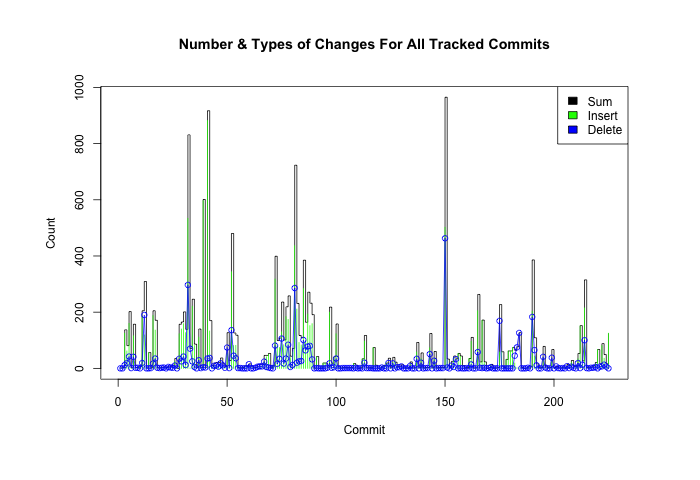 Number & Types of Changes For All Tracked Commits
Sum
Insert
Delete
Count
1000
800
600
400
200
0
0 50 100 150 200
Commit